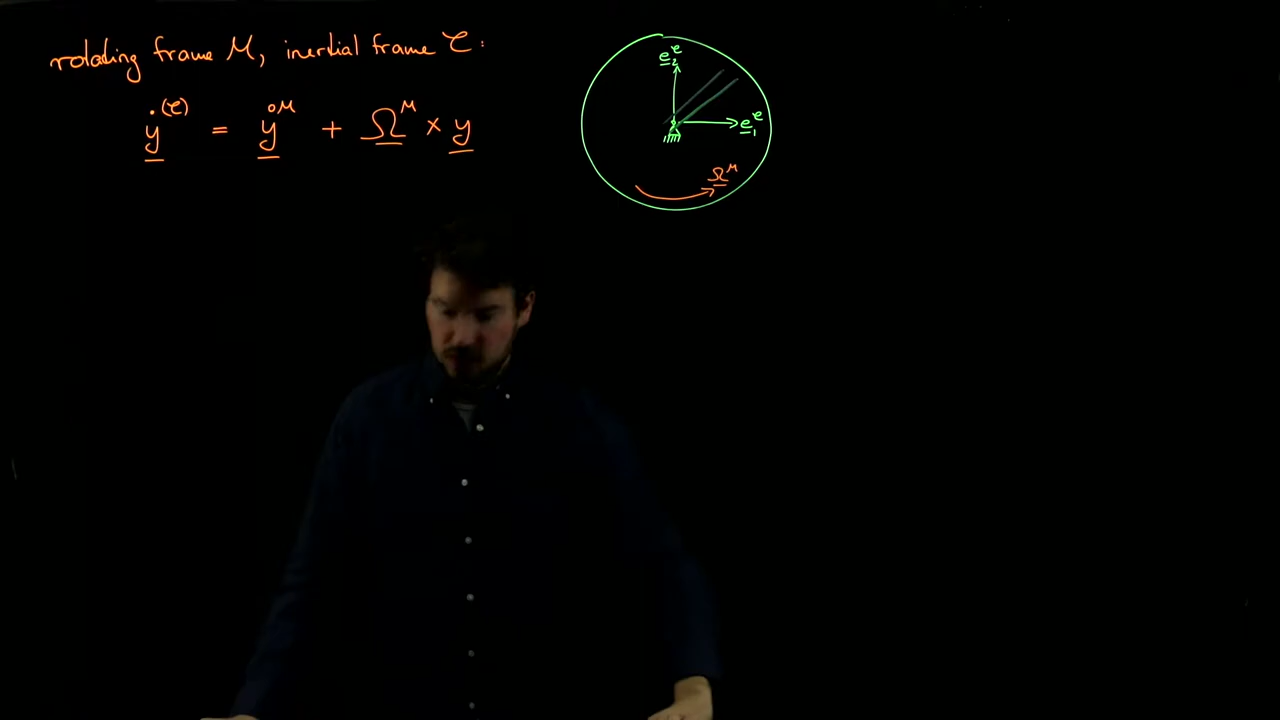 rotating frame M, inertial frame E:
ẏ^(E) = ẙ^M + Ω^M × y
e₂^E
e₁^E
Ω^M